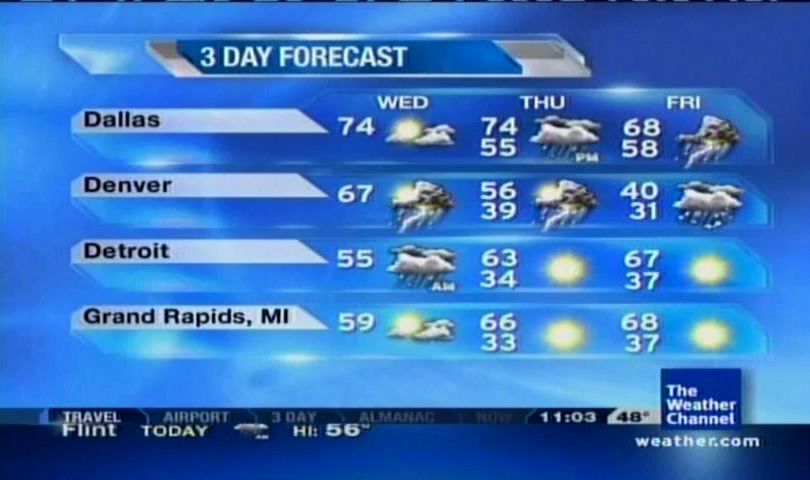 3 DAY FORECAST
WED THU FRI
Dallas 74 74 55 PM 68 58
Denver 67 56 39 40 31
Detroit 55 AM 63 34 67 37
Grand Rapids, MI 59 66 33 68 37
The
Weather
Channel
TRAVEL AIRPORT 3 DAY ALMANAC NOW 11:03 48°
Flint TODAY AM HI: 56°
weather.com